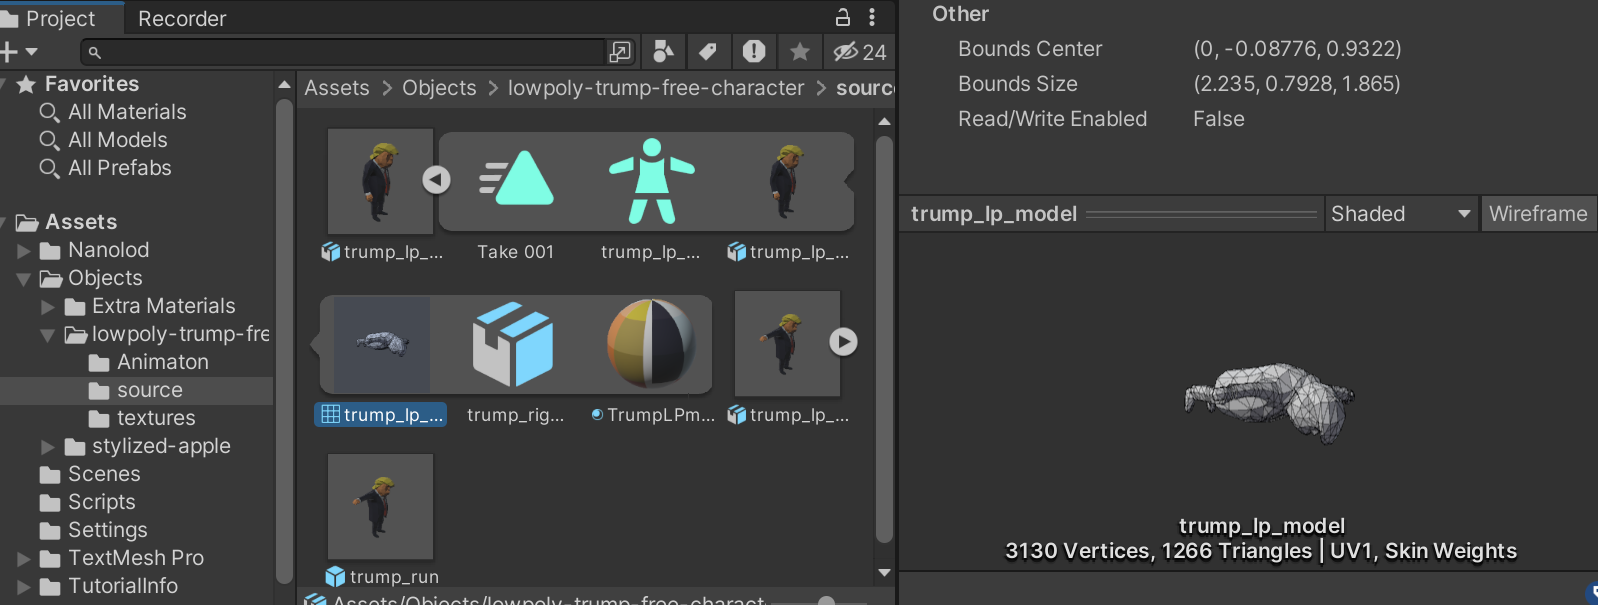 Project
Recorder
24
Favorites
All Materials
All Models
All Prefabs
Assets
Nanolod
Objects
Extra Materials
lowpoly-trump-fre
Animaton
source
textures
stylized-apple
Scenes
Scripts
Settings
TextMesh Pro
TutorialInfo
Assets > Objects > lowpoly-trump-free-character > sourc
trump_lp_... Take 001 trump_lp_... trump_lp_...
trump_lp_... trump_rig... TrumpLPm... trump_lp_...
trump_run
Assets/Objects/lowpoly-trump-free-charact
Other
Bounds Center (0, -0.08776, 0.9322)
Bounds Size (2.235, 0.7928, 1.865)
Read/Write Enabled False
trump_lp_model Shaded Wireframe
trump_lp_model
3130 Vertices, 1266 Triangles | UV1, Skin Weights